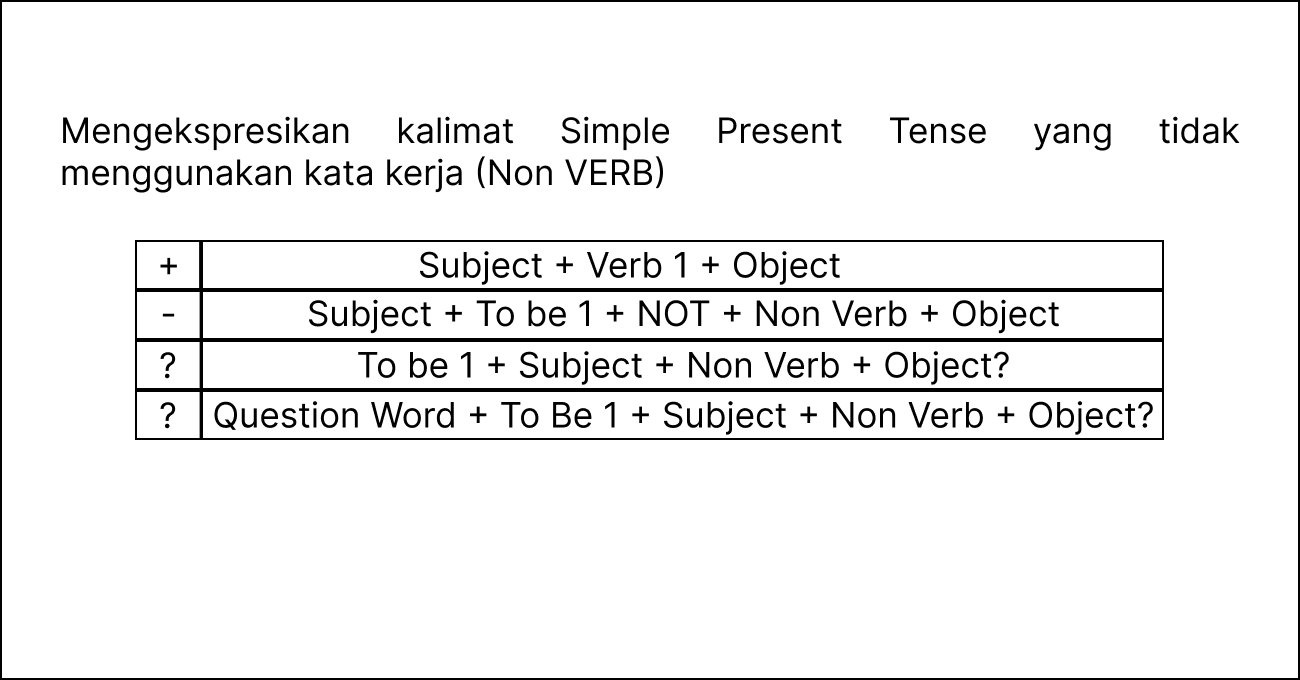 Mengekspresikan kalimat Simple Present Tense yang tidak
menggunakan kata kerja (Non VERB)
+ Subject + Verb 1 + Object
- Subject + To be 1 + NOT + Non Verb + Object
? To be 1 + Subject + Non Verb + Object?
? Question Word + To Be 1 + Subject + Non Verb + Object?